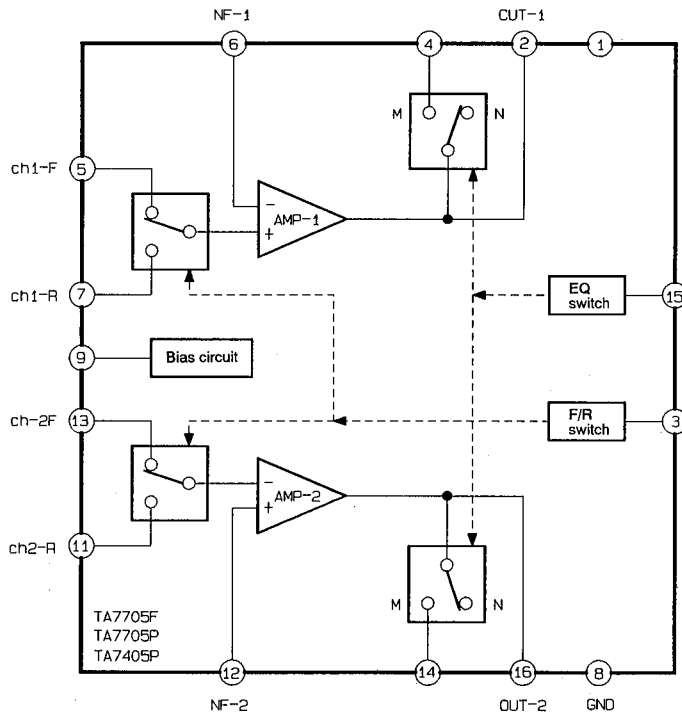 NF-1
CUT-1
6
4
2
1
M
N
ch1-F
5
-
AMP-1
+
ch1-R
7
EQ
switch
15
9
Bias circuit
ch-2F
13
F/R
switch
3
-
AMP-2
+
ch2-R
11
M
N
TA7705F
TA7705P
TA7405P
12
14
16
8
NF-2
OUT-2
GND